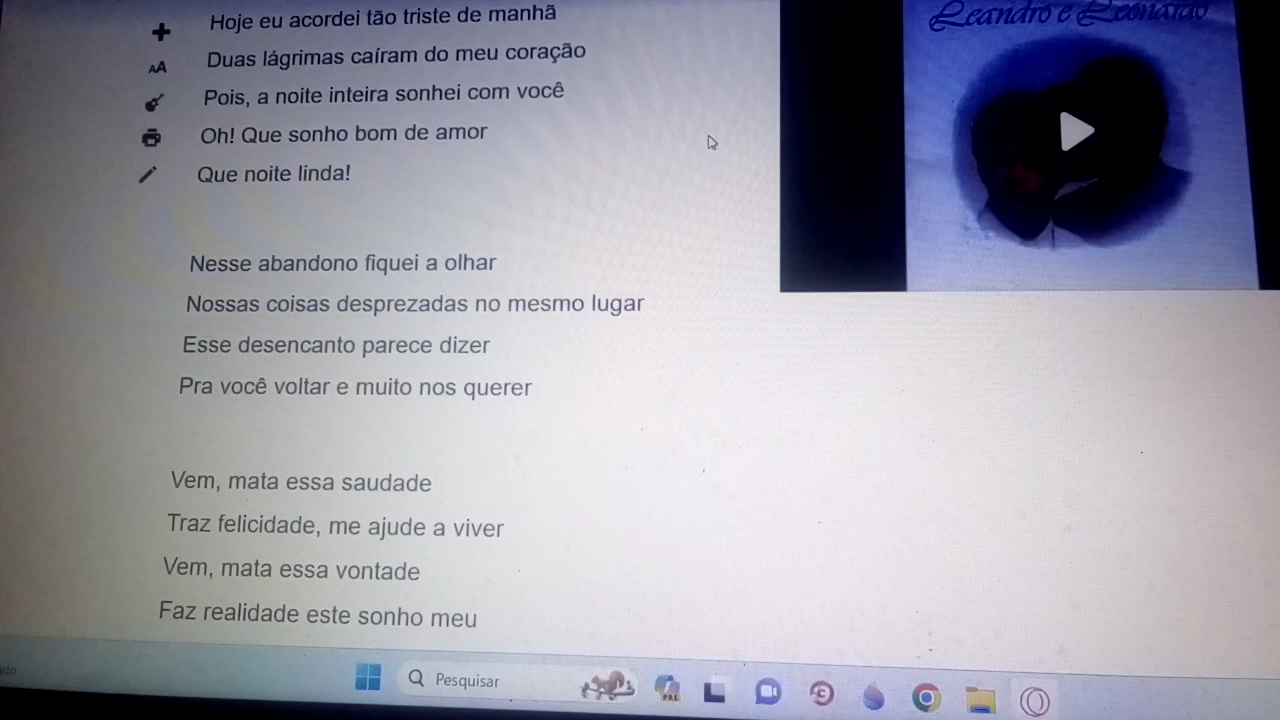 Leandro e Leonardo
Hoje eu acordei tão triste de manhã
Duas lágrimas caíram do meu coração
Pois, a noite inteira sonhei com você
Oh! Que sonho bom de amor
Que noite linda!
Nesse abandono fiquei a olhar
Nossas coisas desprezadas no mesmo lugar
Esse desencanto parece dizer
Pra você voltar e muito nos querer
Vem, mata essa saudade
Traz felicidade, me ajude a viver
Vem, mata essa vontade
Faz realidade este sonho meu
AA
Pesquisar
PRE